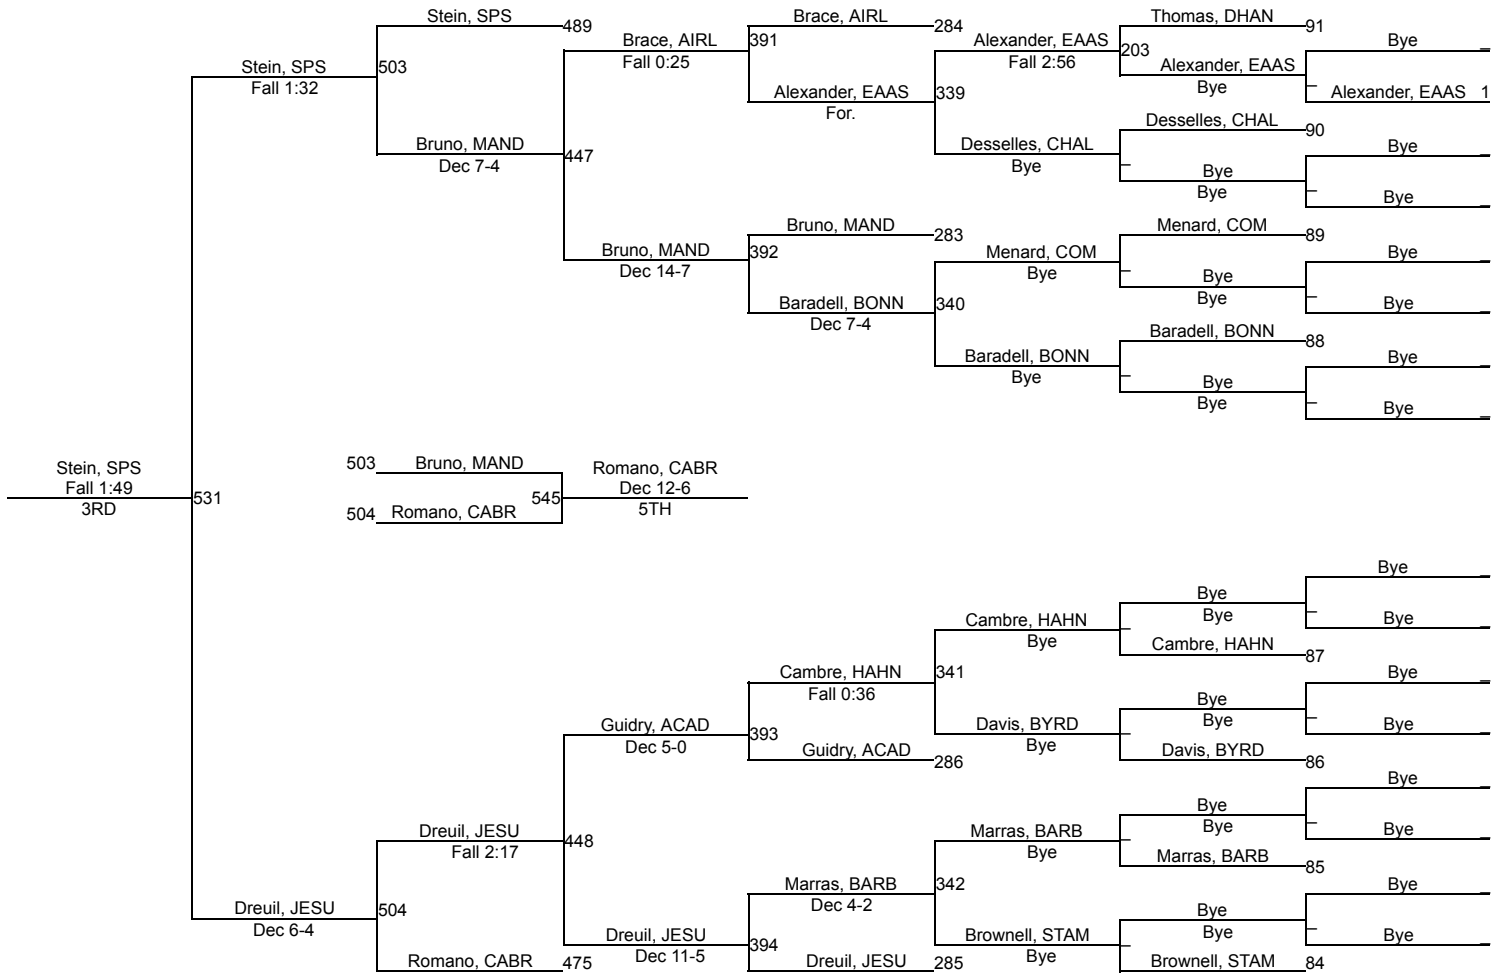 Stein, SPS 489 Brace, AIRL 284 Thomas, DHAN 91
Brace, AIRL 391 Alexander, EAAS Bye
Fall 0:25 Fall 2:56 203
Stein, SPS 503 Alexander, EAAS
Fall 1:32 Bye
Alexander, EAAS 339 Alexander, EAAS 1
For.
Desselles, CHAL 90
Bruno, MAND 447 Desselles, CHAL Bye
Dec 7-4 Bye
Bye
Bye
Bye
Bruno, MAND 283 Menard, COM 89
Bruno, MAND 392 Menard, COM Bye
Dec 14-7 Bye
Bye
Bye
Baradell, BONN 340 Bye
Dec 7-4
Baradell, BONN 88
Baradell, BONN Bye
Bye
Bye
Bye
Bye
503 Bruno, MAND Romano, CABR
Stein, SPS
Fall 1:49 Dec 12-6
531 545
3RD 5TH
504 Romano, CABR
Bye
Bye
Bye
Cambre, HAHN Bye
Bye
Cambre, HAHN 87
Cambre, HAHN 341 Bye
Fall 0:36
Bye
Bye
Guidry, ACAD 393 Davis, BYRD Bye
Dec 5-0 Bye
Guidry, ACAD 286 Davis, BYRD 86
Bye
Bye
Bye
Dreuil, JESU 448 Marras, BARB Bye
Fall 2:17 Bye
Marras, BARB 85
Marras, BARB 342 Bye
Dec 4-2
Dreuil, JESU 504 Bye
Dec 6-4 Bye
Dreuil, JESU 394 Brownell, STAM Bye
Dec 11-5 Bye
Romano, CABR 475 Dreuil, JESU 285 Brownell, STAM 84